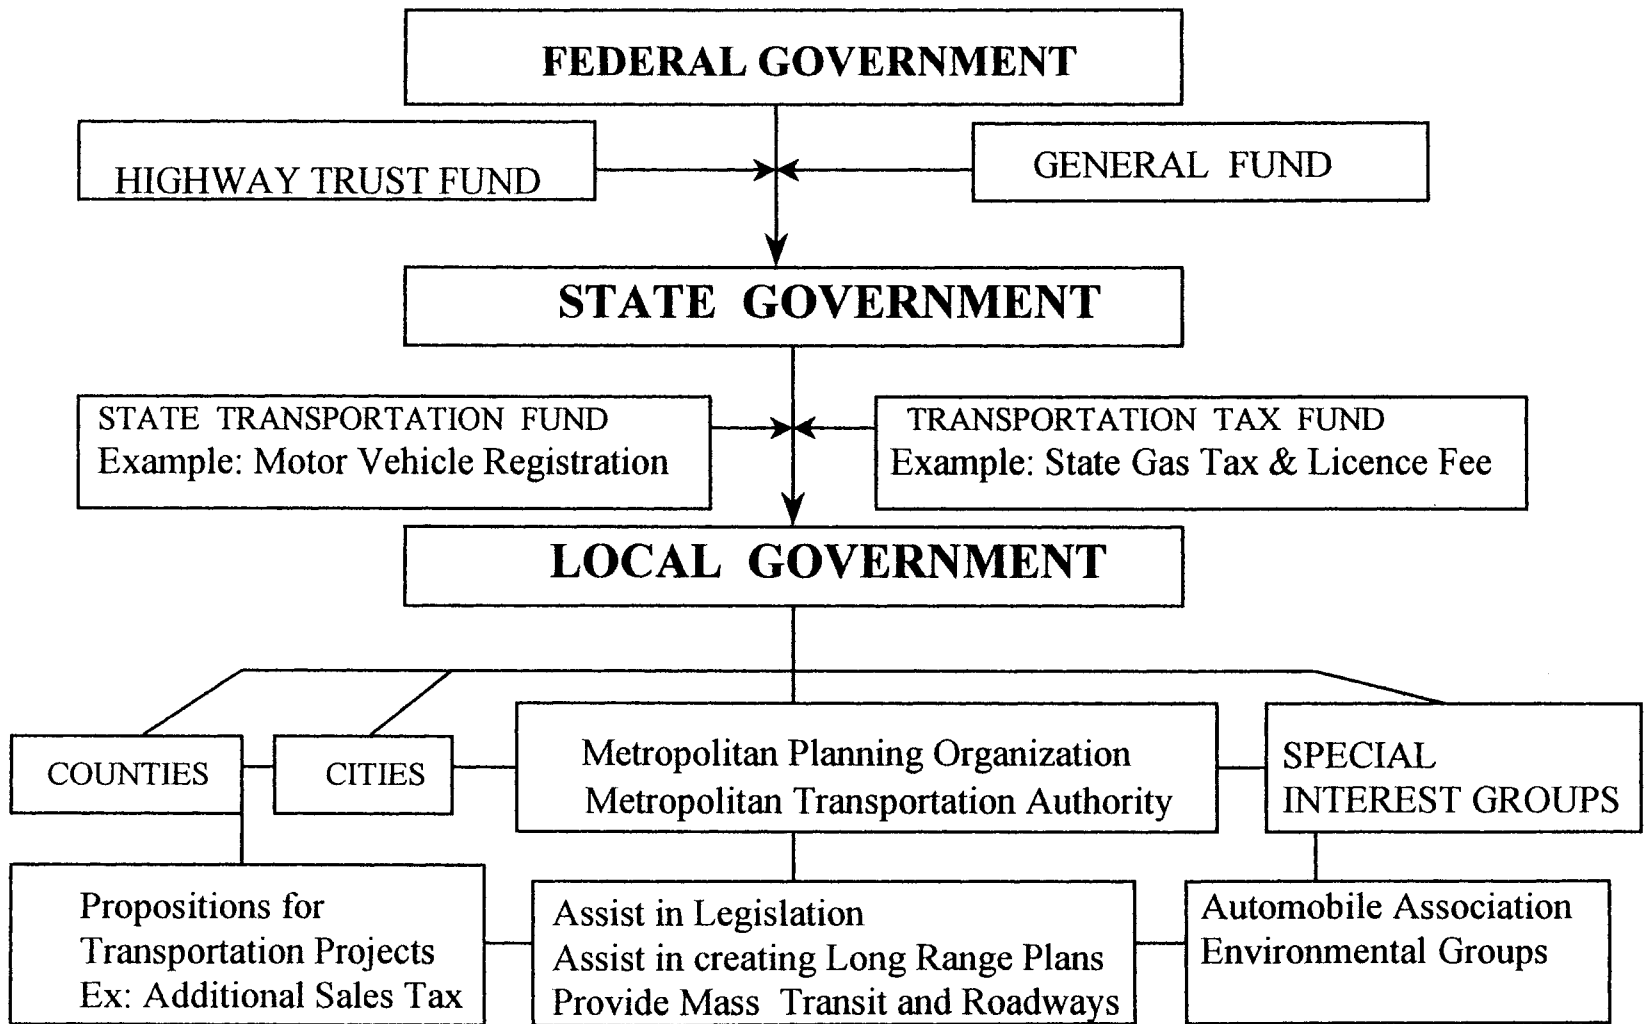 FEDERAL GOVERNMENT
HIGHWAY TRUST FUND
GENERAL FUND
STATE GOVERNMENT
STATE TRANSPORTATION FUND
Example: Motor Vehicle Registration
TRANSPORTATION TAX FUND
Example: State Gas Tax & Licence Fee
LOCAL GOVERNMENT
COUNTIES
CITIES
Metropolitan Planning Organization
Metropolitan Transportation Authority
SPECIAL
INTEREST GROUPS
Propositions for
Transportation Projects
Ex: Additional Sales Tax
Assist in Legislation
Assist in creating Long Range Plans
Provide Mass Transit and Roadways
Automobile Association
Environmental Groups